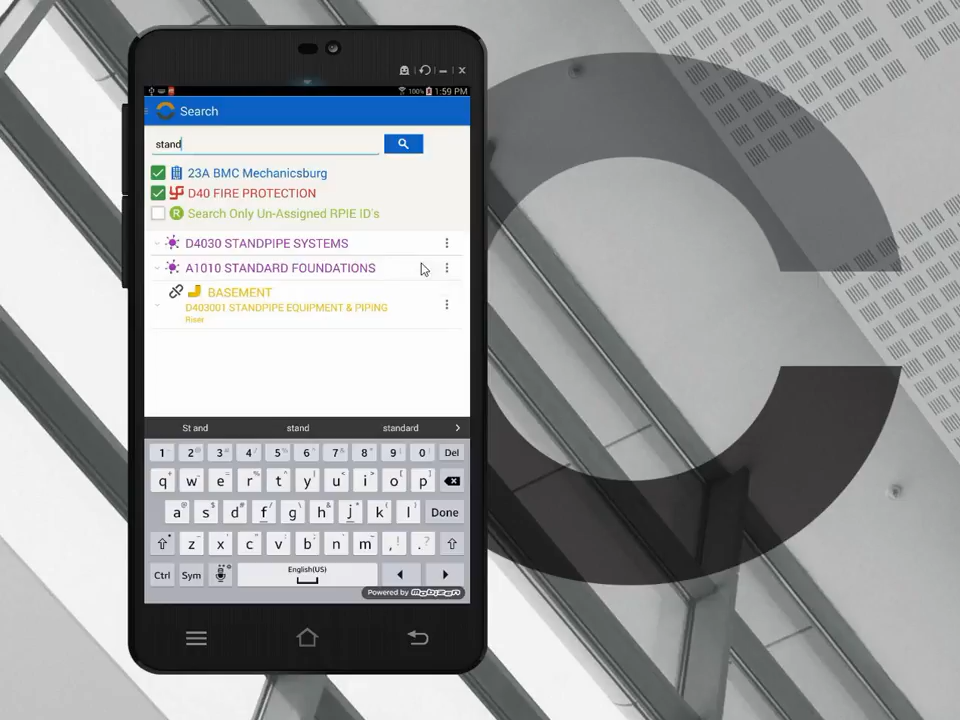 100% 1:59 PM
Search
stand
23A BMC Mechanicsburg
D40 FIRE PROTECTION
R Search Only Un-Assigned RPIE ID's
D4030 STANDPIPE SYSTEMS
A1010 STANDARD FOUNDATIONS
BASEMENT
D403001 STANDPIPE EQUIPMENT & PIPING
Riser
St and stand standard
1 2 3 4 5 6 7 8 9 0 Del
q w e r t y u i o p
a s d f g h j k l Done
z x c v b n m , ! . ?
Ctrl Sym English(US)
Powered by Mobizen